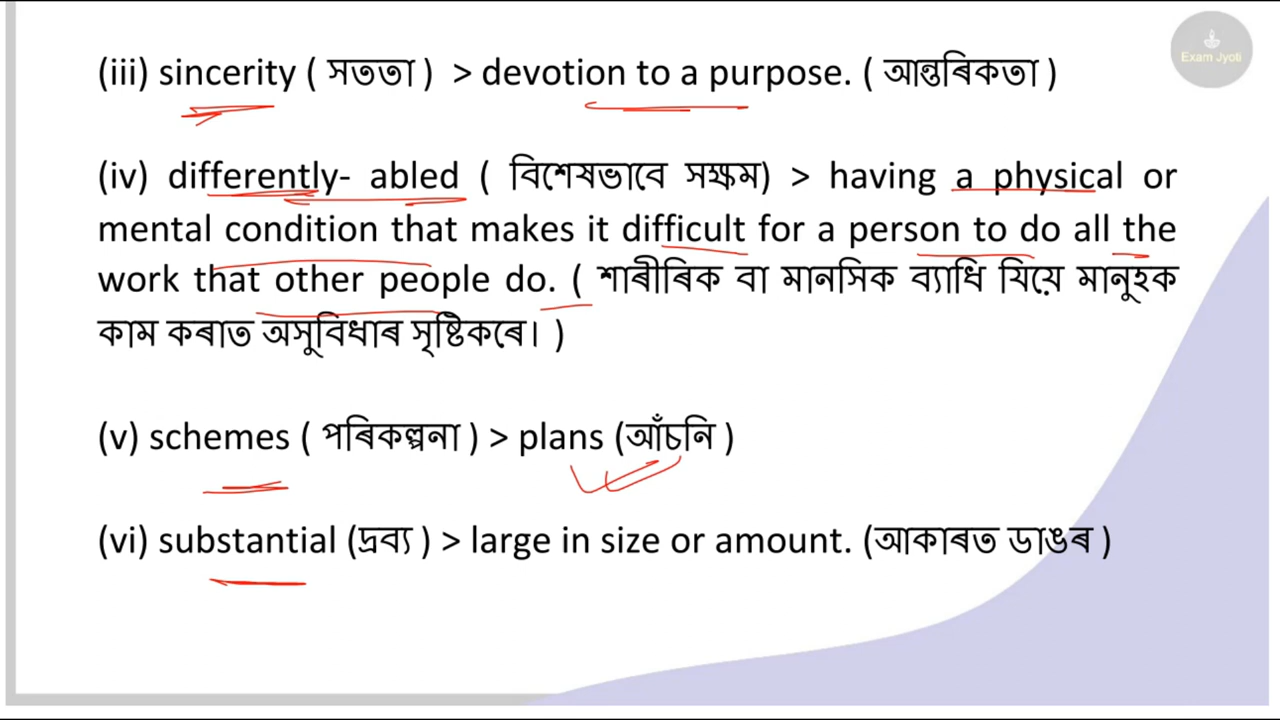 Exam Jyoti
(iii) sincerity ( সততা ) > devotion to a purpose. ( আন্তৰিকতা )
(iv) differently- abled ( বিশেষভাবে সক্ষম) > having a physical or
mental condition that makes it difficult for a person to do all the
work that other people do. ( শাৰীৰিক বা মানসিক ব্যাধি যিয়ে মানুহক
কাম কৰাত অসুবিধাৰ সৃষ্টিকৰে। )
(v) schemes ( পৰিকল্পনা ) > plans (আঁচনি )
(vi) substantial (দ্ৰব্য ) > large in size or amount. (আকাৰত ডাঙৰ )